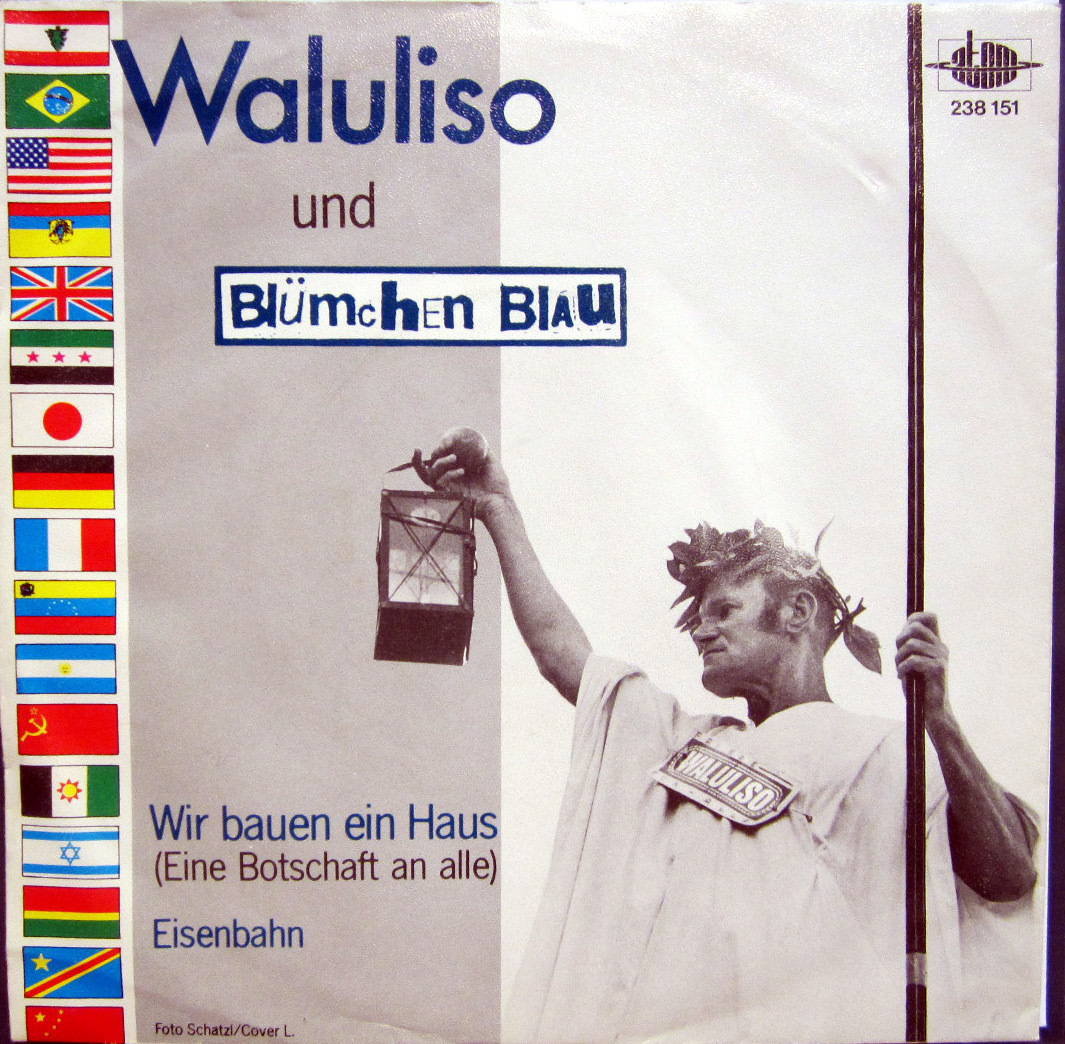 Waluliso
und
Blümchen Blau
atom
238 151
WALULISO
Wir bauen ein Haus
(Eine Botschaft an alle)
Eisenbahn
Foto Schatzl/Cover L.